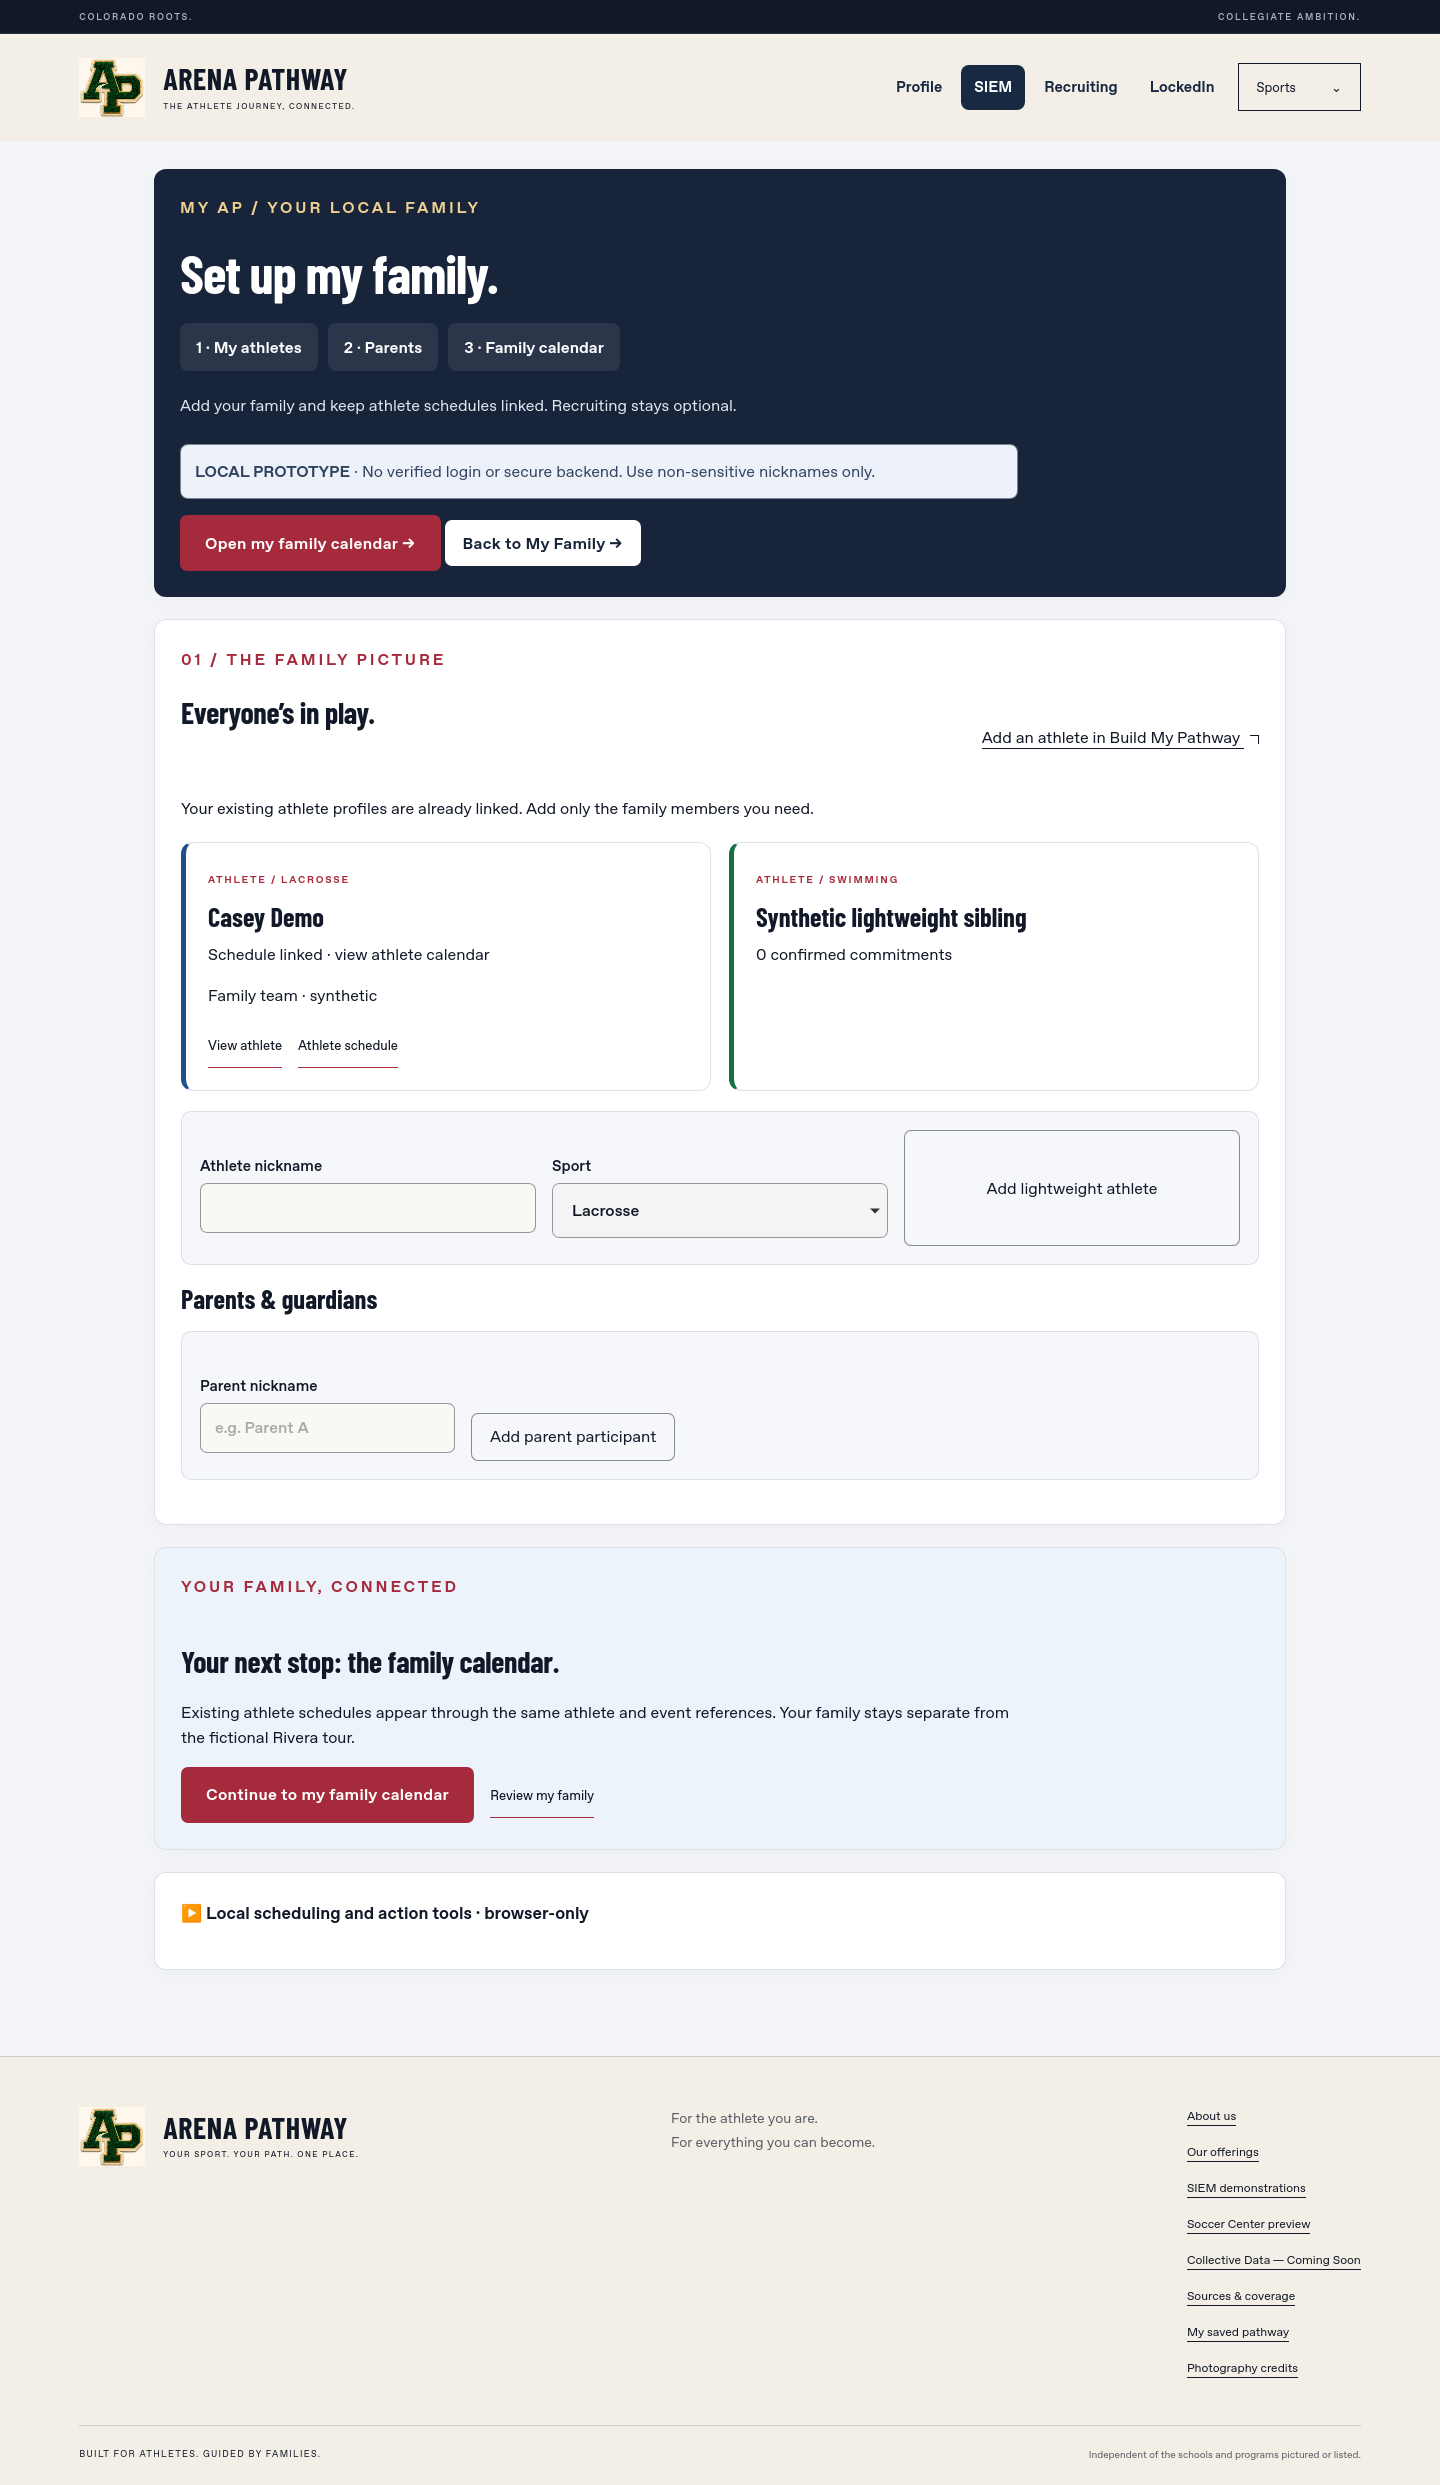 COLORADO ROOTS.
COLLEGIATE AMBITION.
AP
ARENA PATHWAY
THE ATHLETE JOURNEY, CONNECTED.
Profile
SIEM
Recruiting
LockedIn
Sports
MY AP / YOUR LOCAL FAMILY
Set up my family.
1 · My athletes
2 · Parents
3 · Family calendar
Add your family and keep athlete schedules linked. Recruiting stays optional.
LOCAL PROTOTYPE · No verified login or secure backend. Use non-sensitive nicknames only.
Open my family calendar →
Back to My Family →
01 / THE FAMILY PICTURE
Everyone’s in play.
Add an athlete in Build My Pathway
Your existing athlete profiles are already linked. Add only the family members you need.
ATHLETE / LACROSSE
Casey Demo
Schedule linked · view athlete calendar
Family team · synthetic
View athlete
Athlete schedule
ATHLETE / SWIMMING
Synthetic lightweight sibling
0 confirmed commitments
Athlete nickname
Sport
Lacrosse
Add lightweight athlete
Parents & guardians
Parent nickname
e.g. Parent A
Add parent participant
YOUR FAMILY, CONNECTED
Your next stop: the family calendar.
Existing athlete schedules appear through the same athlete and event references. Your family stays separate from
the fictional Rivera tour.
Continue to my family calendar
Review my family
▶️ Local scheduling and action tools · browser-only
AP
ARENA PATHWAY
YOUR SPORT. YOUR PATH. ONE PLACE.
For the athlete you are.
For everything you can become.
About us
Our offerings
SIEM demonstrations
Soccer Center preview
Collective Data — Coming Soon
Sources & coverage
My saved pathway
Photography credits
BUILT FOR ATHLETES. GUIDED BY FAMILIES.
Independent of the schools and programs pictured or listed.